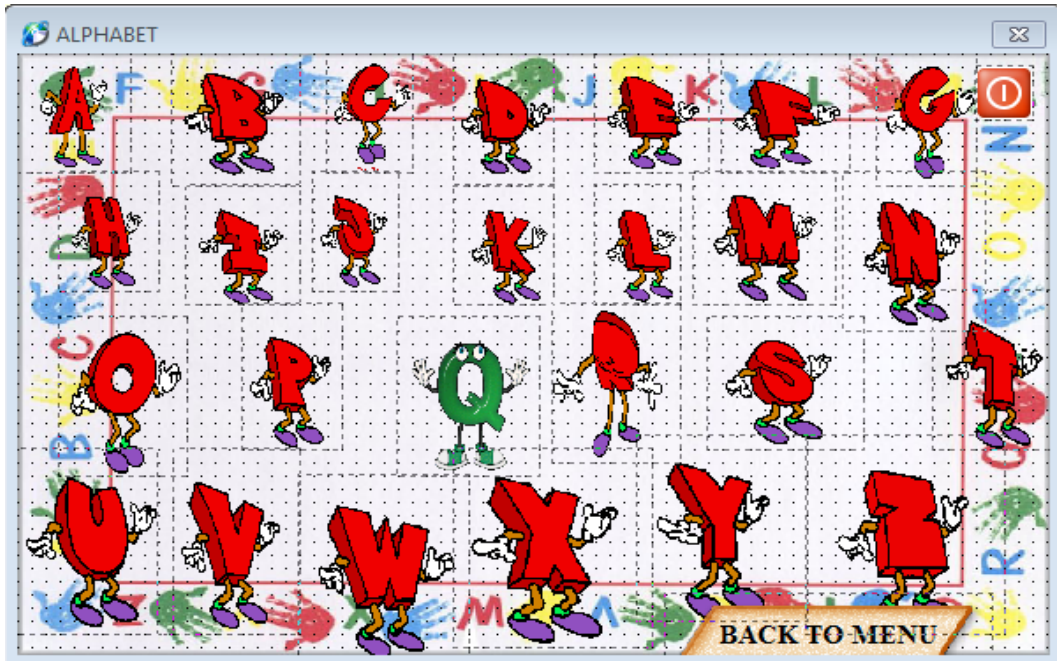 ALPHABET
F J K L
A B C D E F G
N
H I J K L M N
D
O
C
O P Q R S T
B
Q
U V W X Y Z
R
Z X W V
BACK TO MENU